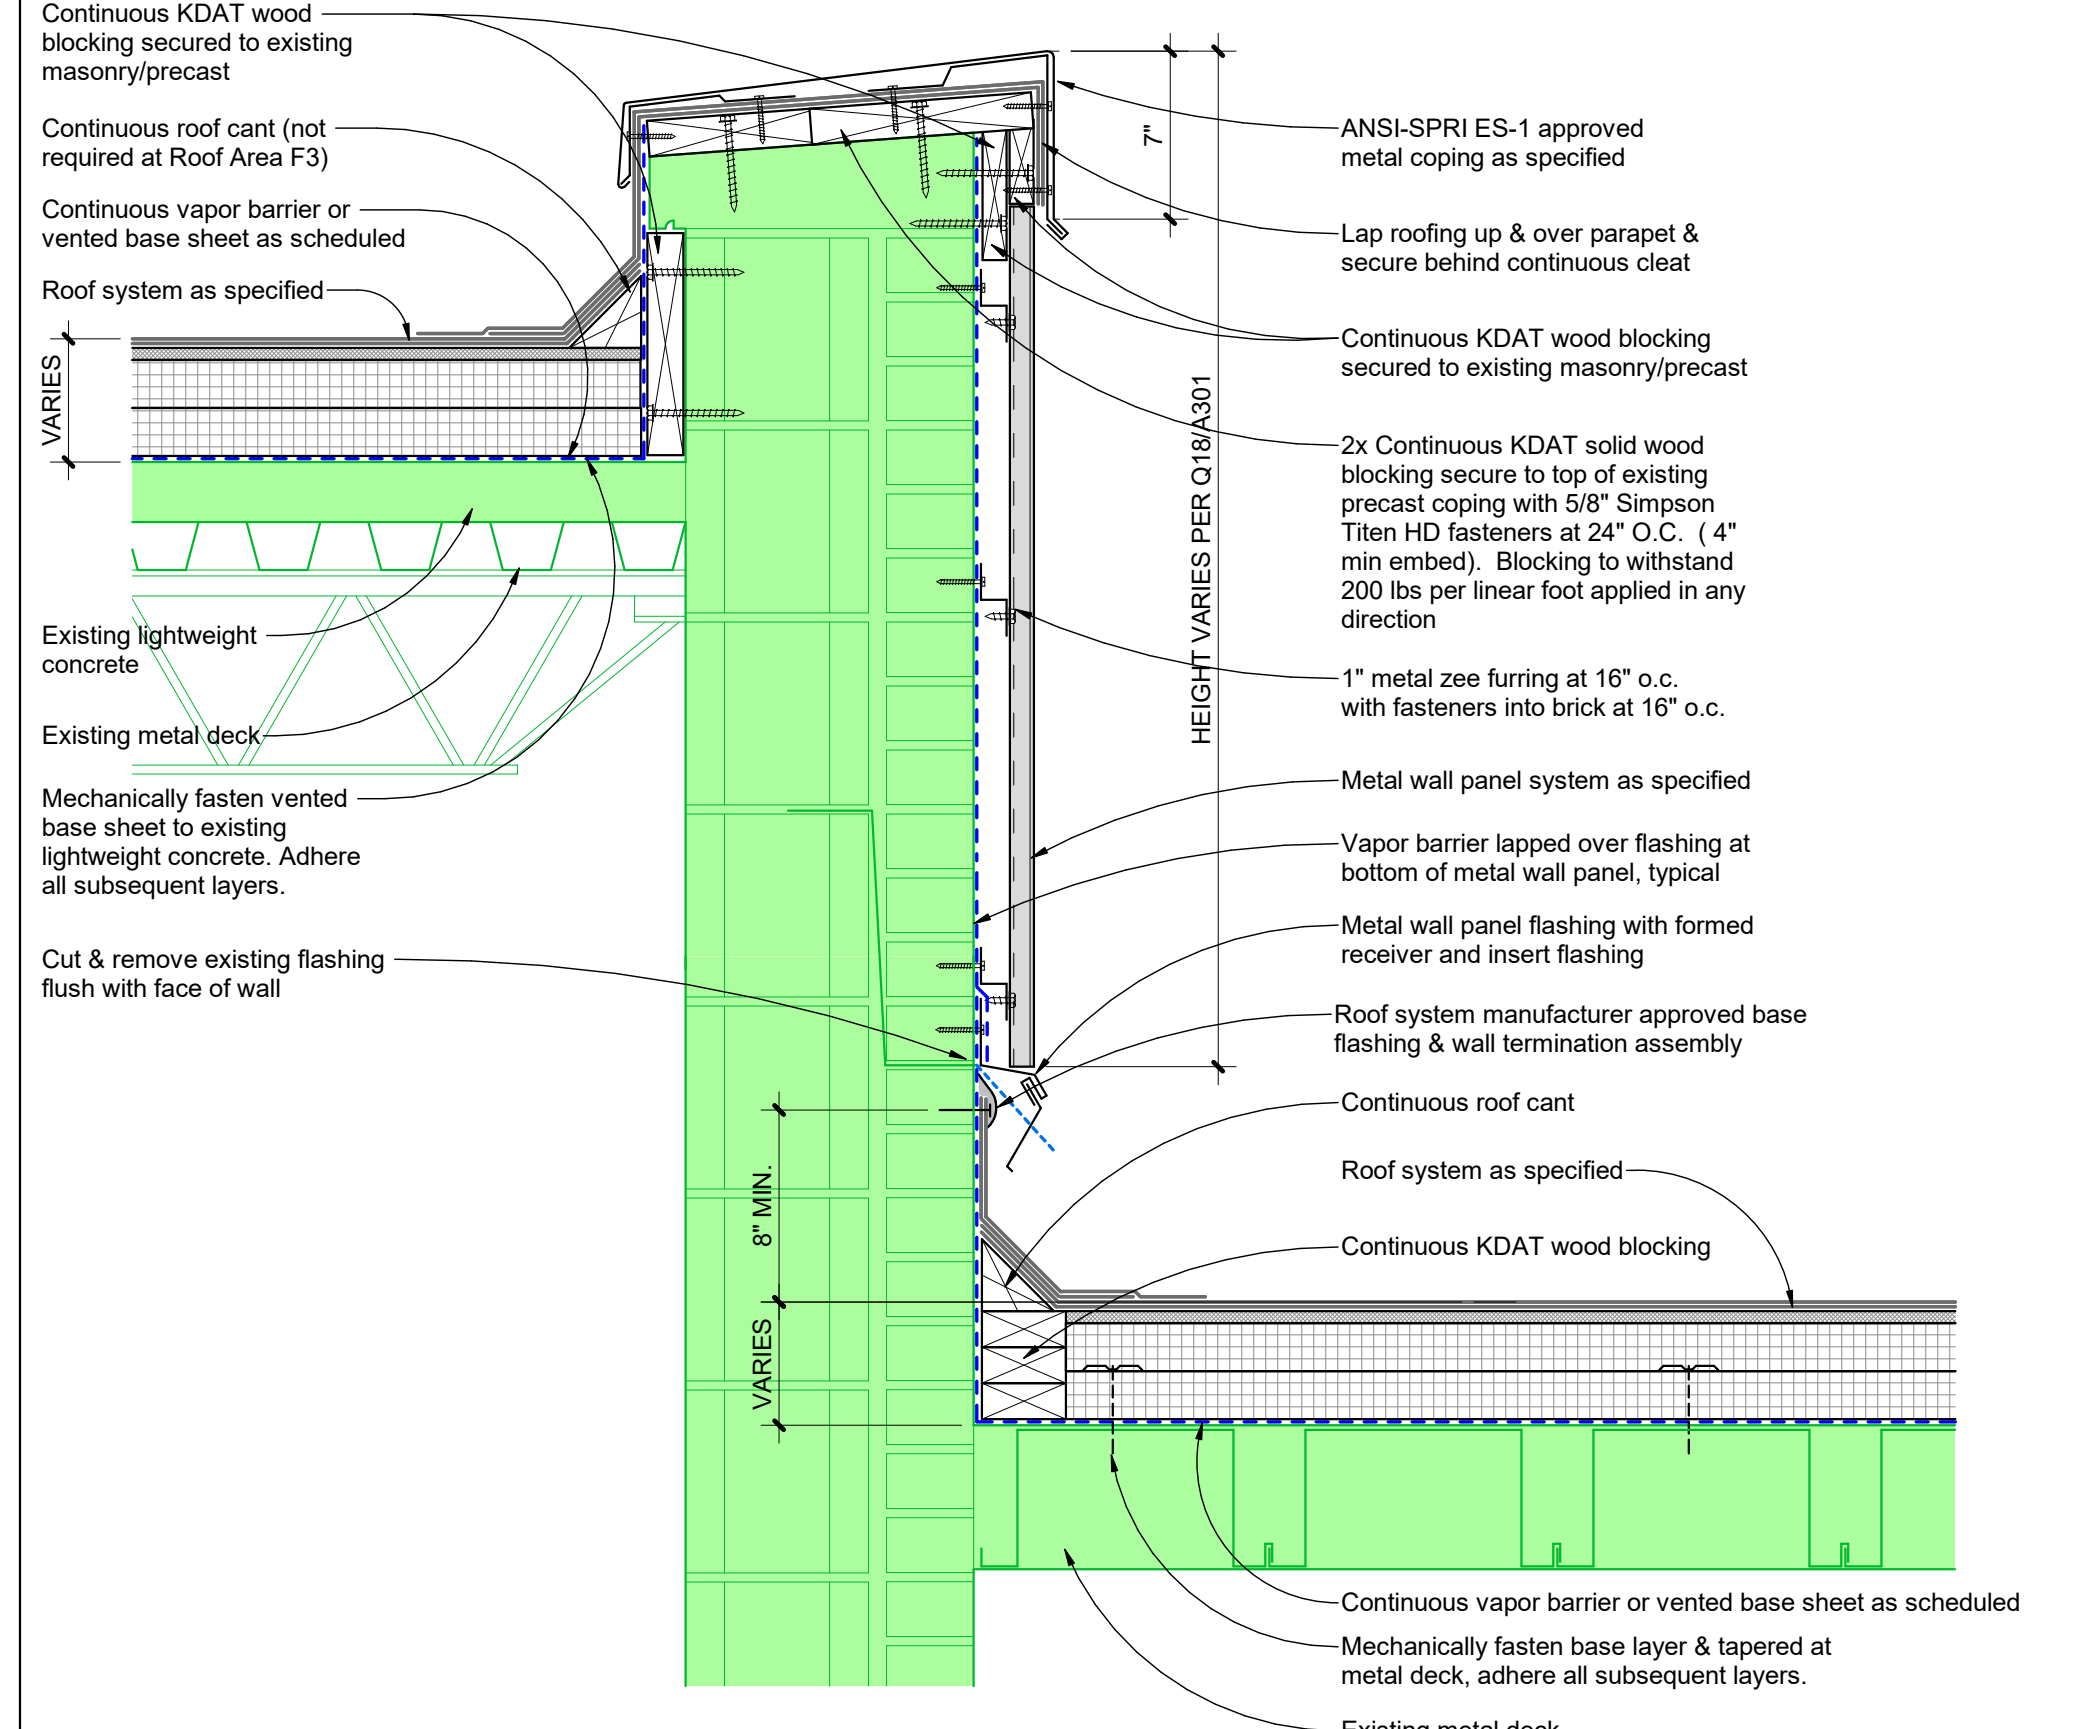 Continuous KDAT wood
blocking secured to existing
masonry/precast
Continuous roof cant (not
required at Roof Area F3)
Continuous vapor barrier or
vented base sheet as scheduled
Roof system as specified
VARIES
Existing lightweight
concrete
Existing metal deck
Mechanically fasten vented
base sheet to existing
lightweight concrete. Adhere
all subsequent layers.
Cut & remove existing flashing
flush with face of wall
8" MIN.
VARIES
7"
HEIGHT VARIES PER Q18/A301
ANSI-SPRI ES-1 approved
metal coping as specified
Lap roofing up & over parapet &
secure behind continuous cleat
Continuous KDAT wood blocking
secured to existing masonry/precast
2x Continuous KDAT solid wood
blocking secure to top of existing
precast coping with 5/8" Simpson
Titen HD fasteners at 24" O.C. ( 4"
min embed). Blocking to withstand
200 lbs per linear foot applied in any
direction
1" metal zee furring at 16" o.c.
with fasteners into brick at 16" o.c.
Metal wall panel system as specified
Vapor barrier lapped over flashing at
bottom of metal wall panel, typical
Metal wall panel flashing with formed
receiver and insert flashing
Roof system manufacturer approved base
flashing & wall termination assembly
Continuous roof cant
Roof system as specified
Continuous KDAT wood blocking
Continuous vapor barrier or vented base sheet as scheduled
Mechanically fasten base layer & tapered at
metal deck, adhere all subsequent layers.
Existing metal deck